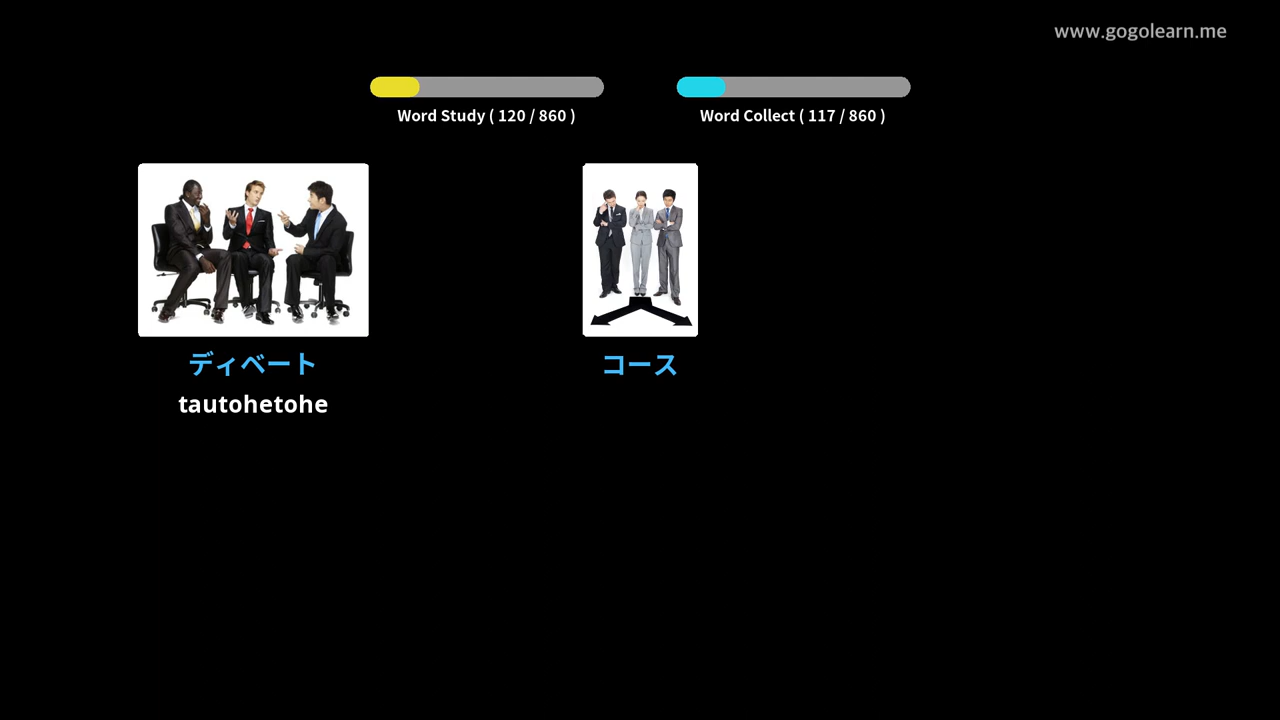 www.gogolearn.me
Word Study ( 120 / 860 )
Word Collect ( 117 / 860 )
ディベート
コース
tautohetohe